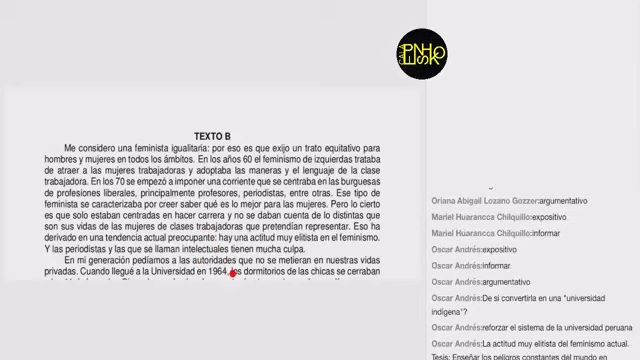 TEXTO B
Me considero una feminista igualitaria: por eso es que exijo un trato equitativo para
hombres y mujeres en todos los ámbitos. En los años 60 el feminismo de izquierdas trataba
de atraer a las mujeres trabajadoras y adoptaba las maneras y el lenguaje de la clase
trabajadora. En los 70 se empezó a imponer una corriente que se centraba en las burguesas
de profesiones liberales, principalmente profesores, periodistas, entre otras. Ese tipo de
feminista se caracterizaba por creer saber qué es lo mejor para las mujeres. Pero lo cierto
es que solo estaban centradas en hacer carrera y no se daban cuenta de lo distintas que
son sus vidas de las mujeres de clases trabajadoras que pretendían representar. Eso ha
derivado en una tendencia actual preocupante: hay una actitud muy elitista en el feminismo.
Y las periodistas y las que se llaman intelectuales tienen mucha culpa.
En mi generación pedíamos a las autoridades que no se metieran en nuestras vidas
privadas. Cuando llegué a la Universidad en 1964, los dormitorios de las chicas se cerraban
Oriana Abigail Lozano Gozzer:argumentativo
Mariel Huarancca Chilquillo:expositivo
Mariel Huarancca Chilquillo:informar
Oscar Andrés:expositivo
Oscar Andrés:informar
Oscar Andrés:argumentativo
Oscar Andrés:De si convertirla en una "universidad
indígena"?
Oscar Andrés:reforzar el sistema de la universidad peruana
Oscar Andrés:La actitud muy elitista del feminismo actual.
Tesis: Enseñar los peligros constantes del mundo en